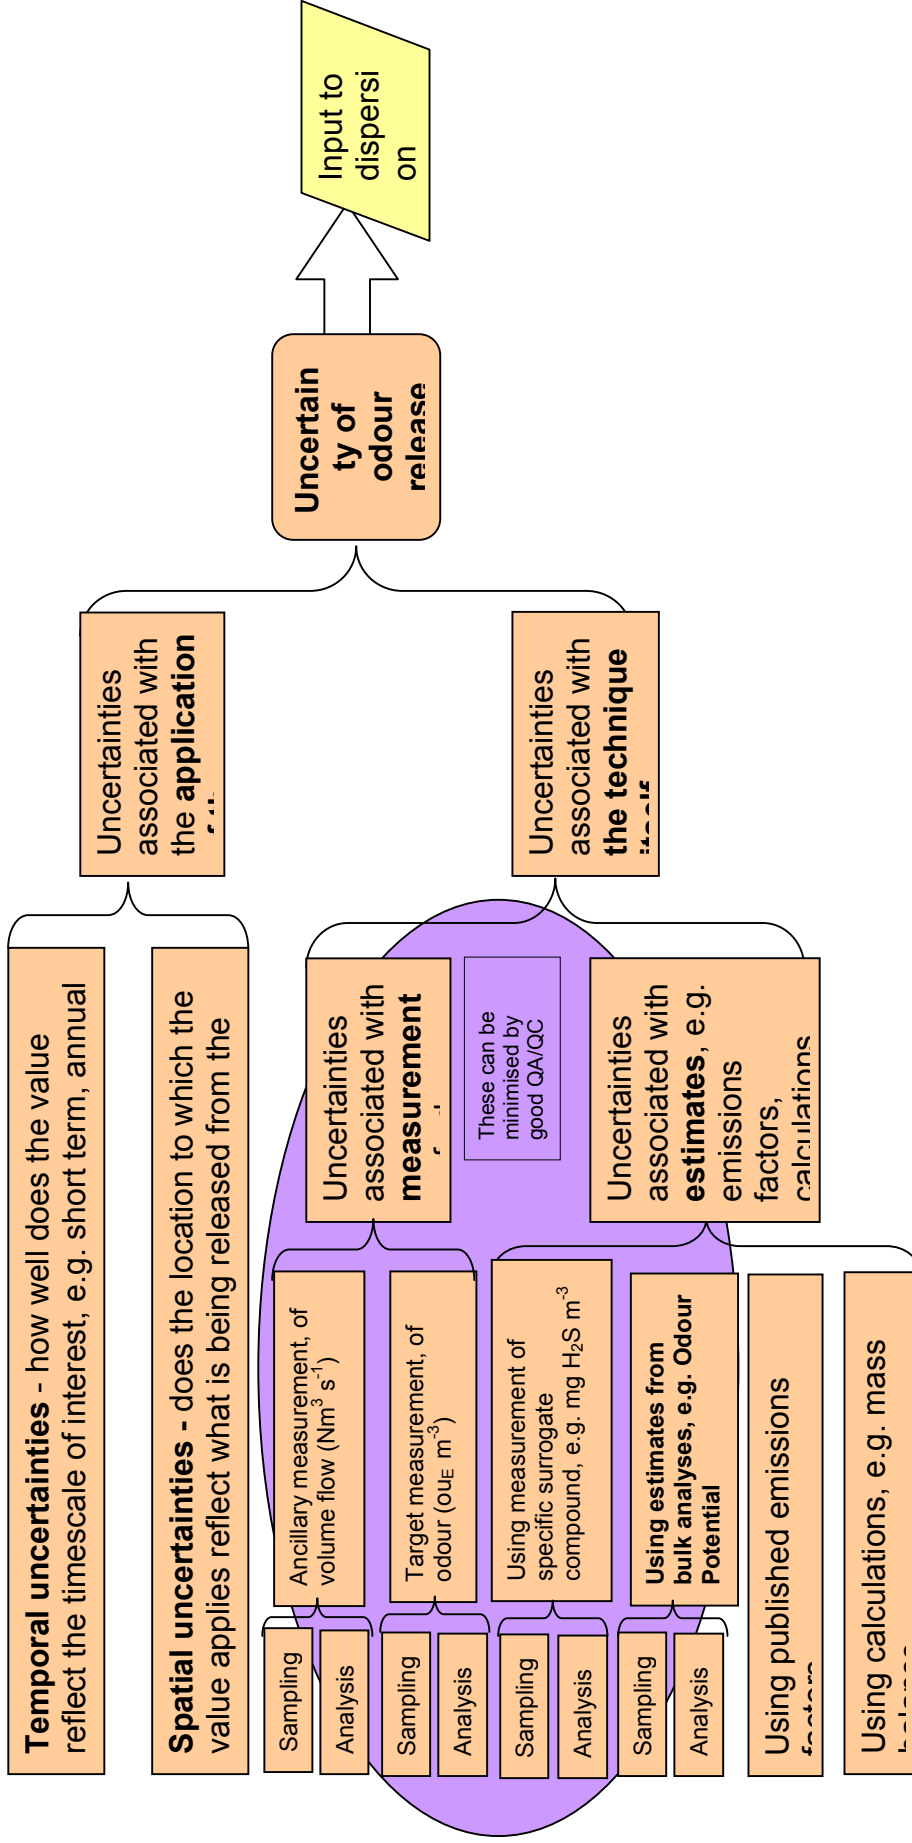 Temporal uncertainties - how well does the value
reflect the timescale of interest, e.g. short term, annual
Spatial uncertainties - does the location to which the
value applies reflect what is being released from the
Uncertainties
associated with
the application
Uncertain
ty of
odour
release
Input to
dispersi
on
Sampling
Analysis
Ancillary measurement, of
volume flow (Nm³ s⁻¹)
Sampling
Analysis
Target measurement, of
odour (ouE m⁻³)
Uncertainties
associated with
measurement
These can be
minimised by
good QA/QC
Uncertainties
associated with
the technique
itself
Sampling
Analysis
Using measurement of
specific surrogate
compound, e.g. mg H₂S m⁻³
Sampling
Analysis
Using estimates from
bulk analyses, e.g. Odour
Potential
Uncertainties
associated with
estimates, e.g.
emissions
factors,
calculations
Using published emissions
factors
Using calculations, e.g. mass
balance